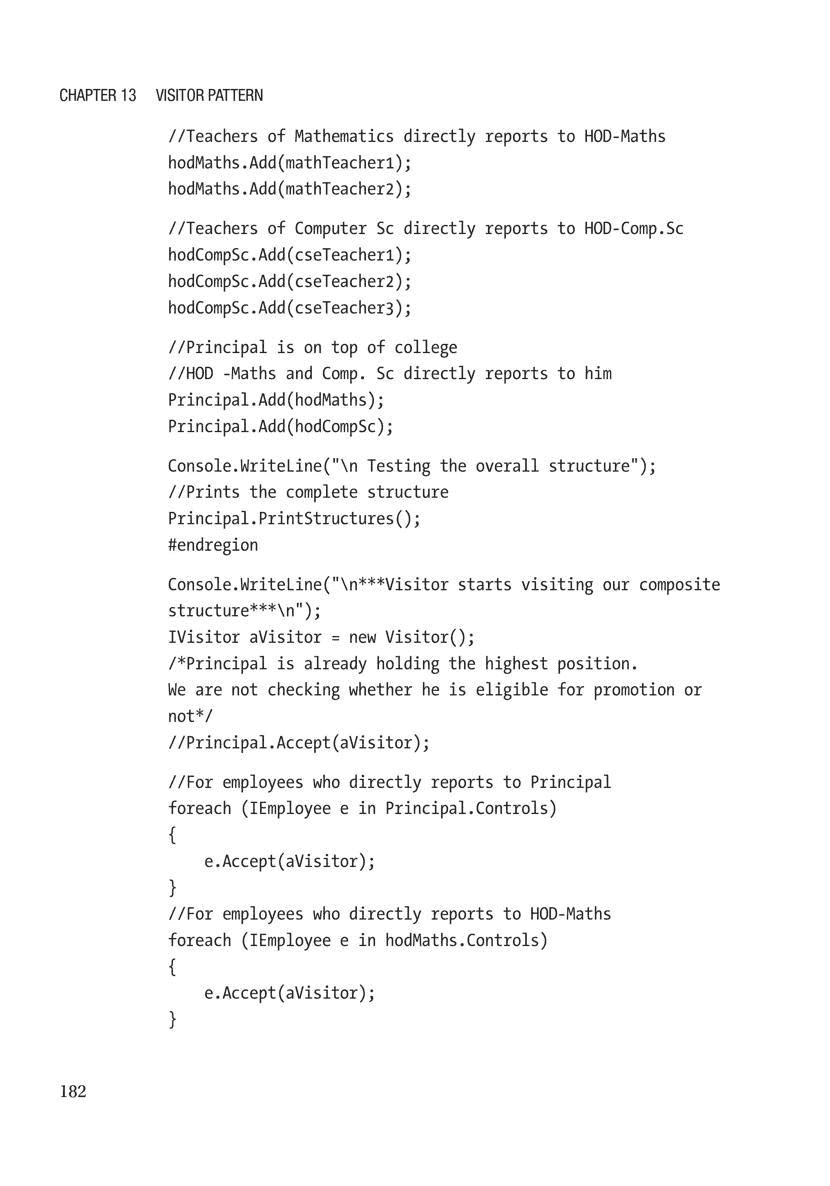 CHAPTER 13 VISITOR PATTERN
//Teachers of Mathematics directly reports to HOD-Maths
hodMaths.Add(mathTeacher1);
hodMaths.Add(mathTeacher2);
//Teachers of Computer Sc directly reports to HOD-Comp.Sc
hodCompSc.Add(cseTeacher1);
hodCompSc.Add(cseTeacher2);
hodCompSc.Add(cseTeacher3);
//Principal is on top of college
//HOD -Maths and Comp. Sc directly reports to him
Principal.Add(hodMaths);
Principal.Add(hodCompSc);
Console.WriteLine("\n Testing the overall structure");
//Prints the complete structure
Principal.PrintStructures();
#endregion
Console.WriteLine("\n***Visitor starts visiting our composite
structure***\n");
IVisitor aVisitor = new Visitor();
/*Principal is already holding the highest position.
We are not checking whether he is eligible for promotion or
not*/
//Principal.Accept(aVisitor);
//For employees who directly reports to Principal
foreach (IEmployee e in Principal.Controls)
{
    e.Accept(aVisitor);
}
//For employees who directly reports to HOD-Maths
foreach (IEmployee e in hodMaths.Controls)
{
    e.Accept(aVisitor);
}
182